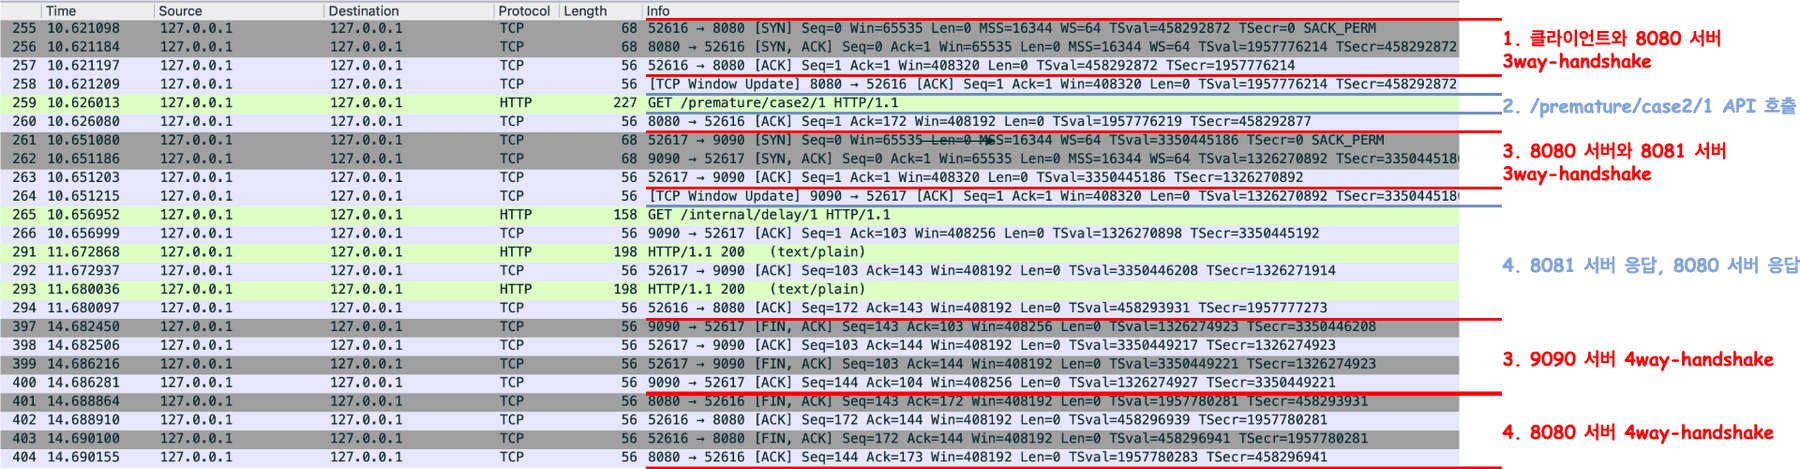 Time Source Destination Protocol Length Info
255 10.621098 127.0.0.1 127.0.0.1 TCP 68 52616 → 8080 [SYN] Seq=0 Win=65535 Len=0 MSS=16344 WS=64 TSval=458292872 TSecr=0 SACK_PERM
256 10.621184 127.0.0.1 127.0.0.1 TCP 68 8080 → 52616 [SYN, ACK] Seq=0 Ack=1 Win=65535 Len=0 MSS=16344 WS=64 TSval=1957776214 TSecr=458292872
1. 클라이언트와 8080 서버
3way-handshake
257 10.621197 127.0.0.1 127.0.0.1 TCP 56 52616 → 8080 [ACK] Seq=1 Ack=1 Win=408320 Len=0 TSval=458292872 TSecr=1957776214
258 10.621209 127.0.0.1 127.0.0.1 TCP 56 [TCP Window Update] 8080 → 52616 [ACK] Seq=1 Ack=1 Win=408320 Len=0 TSval=1957776214 TSecr=458292872
259 10.626013 127.0.0.1 127.0.0.1 HTTP 227 GET /premature/case2/1 HTTP/1.1
2. /premature/case2/1 API 호출
260 10.626080 127.0.0.1 127.0.0.1 TCP 56 8080 → 52616 [ACK] Seq=1 Ack=172 Win=408192 Len=0 TSval=1957776219 TSecr=458292877
261 10.651080 127.0.0.1 127.0.0.1 TCP 68 52617 → 9090 [SYN] Seq=0 Win=65535 Len=0 MSS=16344 WS=64 TSval=3350445186 TSecr=0 SACK_PERM
262 10.651186 127.0.0.1 127.0.0.1 TCP 68 9090 → 52617 [SYN, ACK] Seq=0 Ack=1 Win=65535 Len=0 MSS=16344 WS=64 TSval=1326270892 TSecr=3350445186
3. 8080 서버와 8081 서버
3way-handshake
263 10.651203 127.0.0.1 127.0.0.1 TCP 56 52617 → 9090 [ACK] Seq=1 Ack=1 Win=408320 Len=0 TSval=3350445186 TSecr=1326270892
264 10.651215 127.0.0.1 127.0.0.1 TCP 56 [TCP Window Update] 9090 → 52617 [ACK] Seq=1 Ack=1 Win=408320 Len=0 TSval=1326270892 TSecr=3350445186
265 10.656952 127.0.0.1 127.0.0.1 HTTP 158 GET /internal/delay/1 HTTP/1.1
266 10.656999 127.0.0.1 127.0.0.1 TCP 56 9090 → 52617 [ACK] Seq=1 Ack=103 Win=408256 Len=0 TSval=1326270898 TSecr=3350445192
291 11.672868 127.0.0.1 127.0.0.1 HTTP 198 HTTP/1.1 200 (text/plain)
4. 8081 서버 응답, 8080 서버 응답
292 11.672937 127.0.0.1 127.0.0.1 TCP 56 52617 → 9090 [ACK] Seq=103 Ack=143 Win=408192 Len=0 TSval=3350446208 TSecr=1326271914
293 11.680036 127.0.0.1 127.0.0.1 HTTP 198 HTTP/1.1 200 (text/plain)
294 11.680097 127.0.0.1 127.0.0.1 TCP 56 52616 → 8080 [ACK] Seq=172 Ack=143 Win=408192 Len=0 TSval=458293931 TSecr=1957777273
397 14.682450 127.0.0.1 127.0.0.1 TCP 56 9090 → 52617 [FIN, ACK] Seq=143 Ack=103 Win=408256 Len=0 TSval=1326274923 TSecr=3350446208
398 14.682506 127.0.0.1 127.0.0.1 TCP 56 52617 → 9090 [ACK] Seq=103 Ack=144 Win=408192 Len=0 TSval=3350449217 TSecr=1326274923
3. 9090 서버 4way-handshake
399 14.686216 127.0.0.1 127.0.0.1 TCP 56 52617 → 9090 [FIN, ACK] Seq=103 Ack=144 Win=408192 Len=0 TSval=3350449221 TSecr=1326274923
400 14.686281 127.0.0.1 127.0.0.1 TCP 56 9090 → 52617 [ACK] Seq=144 Ack=104 Win=408256 Len=0 TSval=1326274927 TSecr=3350449221
401 14.688864 127.0.0.1 127.0.0.1 TCP 56 8080 → 52616 [FIN, ACK] Seq=143 Ack=172 Win=408192 Len=0 TSval=1957780281 TSecr=458293931
402 14.688910 127.0.0.1 127.0.0.1 TCP 56 52616 → 8080 [ACK] Seq=172 Ack=144 Win=408192 Len=0 TSval=458296939 TSecr=1957780281
4. 8080 서버 4way-handshake
403 14.690100 127.0.0.1 127.0.0.1 TCP 56 52616 → 8080 [FIN, ACK] Seq=172 Ack=144 Win=408192 Len=0 TSval=458296941 TSecr=1957780281
404 14.690155 127.0.0.1 127.0.0.1 TCP 56 8080 → 52616 [ACK] Seq=144 Ack=173 Win=408192 Len=0 TSval=1957780283 TSecr=458296941